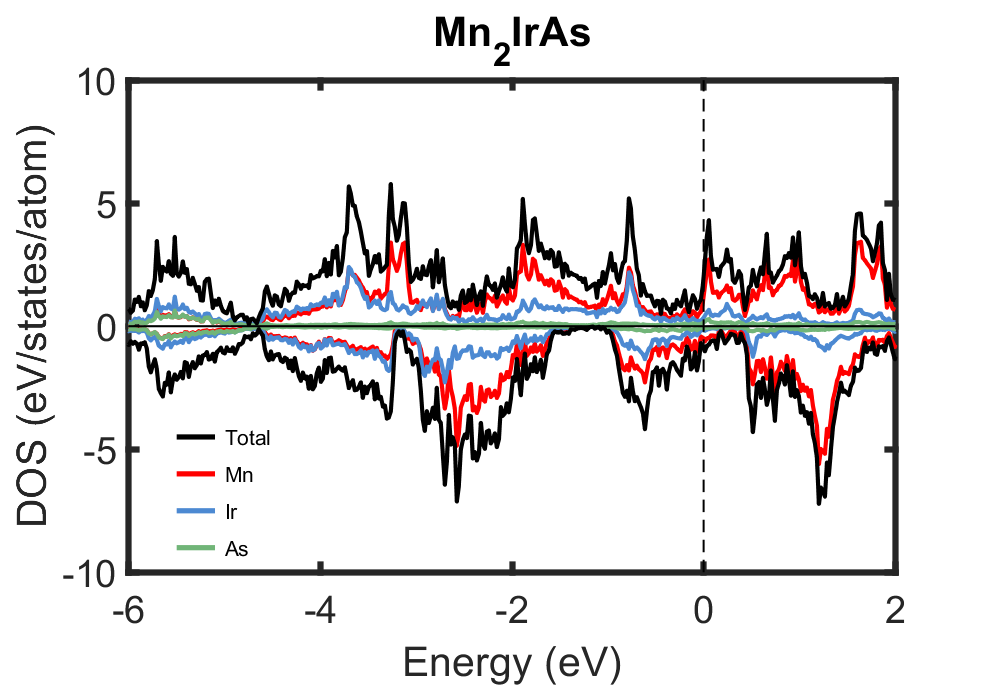 Mn2IrAs
DOS (eV/states/atom)
10
5
0
-5
-10
Total
Mn
Ir
As
-6 -4 -2 0 2
Energy (eV)